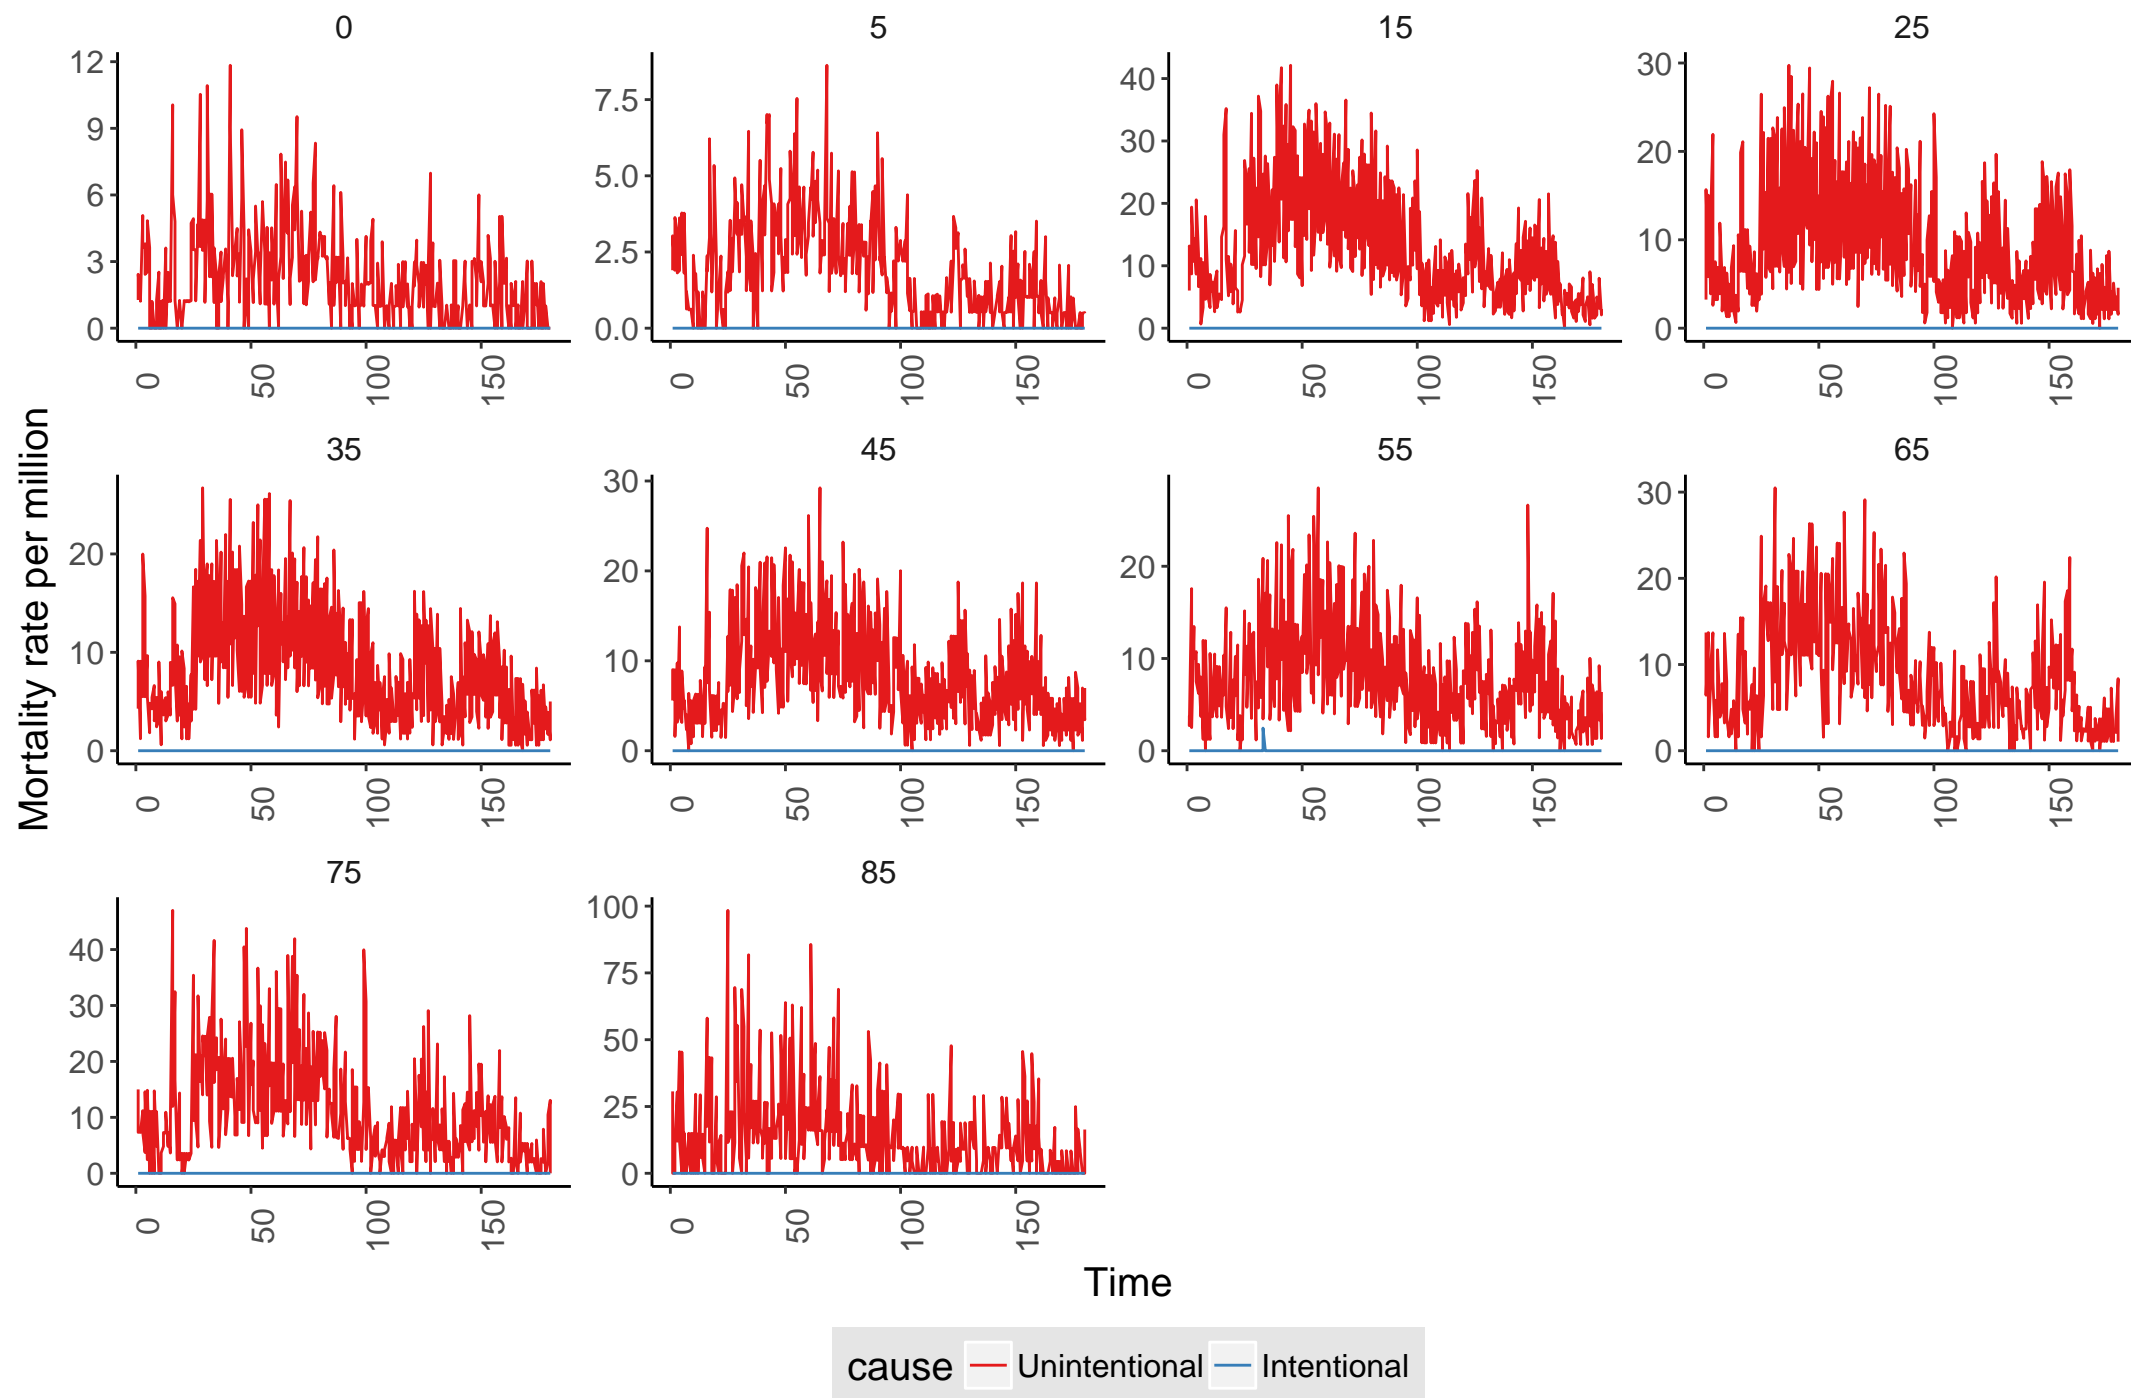 0 5 15 25
12 9 6 3 0
7.5 5.0 2.5 0.0
40 30 20 10 0
30 20 10 0
0 50 100 150 0 50 100 150 0 50 100 150 0 50 100 150
Mortality rate per million
35 45 55 65
20 10 0
30 20 10 0
20 10 0
30 20 10 0
0 50 100 150 0 50 100 150 0 50 100 150 0 50 100 150
75 85
40 30 20 10 0
100 75 50 25 0
0 50 100 150 0 50 100 150
Time
cause Unintentional Intentional